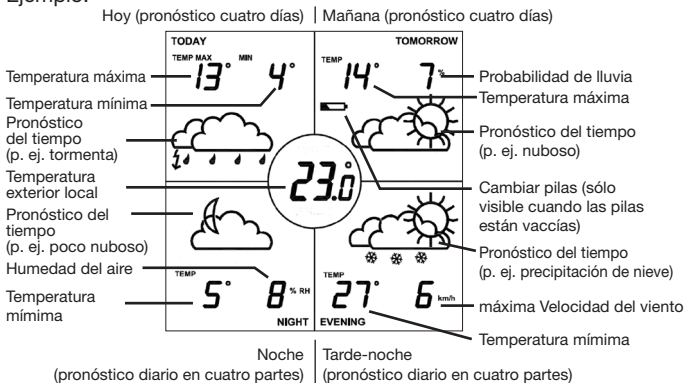 Ejemplo:
Hoy (pronóstico cuatro días) Mañana (pronóstico cuatro días)
TODAY
TOMORROW
TEMP MAX
MIN
13°
4°
TEMP
14°
7%
Temperatura máxima
Temperatura mínima
Pronóstico
del tiempo
(p. ej. tormenta)
Temperatura
exterior local
Pronóstico del
tiempo
(p. ej. poco nuboso)
Humedad del aire
Temperatura
mímima
Probabilidad de lluvia
Temperatura máxima
Pronóstico del tiempo
(p. ej. nuboso)
Cambiar pilas (sólo
visible cuando las pilas
están vaccías)
Pronóstico del tiempo
(p. ej. precipitación de nieve)
máxima Velocidad del viento
Temperatura mímima
23.0°
TEMP
5°
8 % RH
NIGHT
TEMP
27°
6 km/h
EVENING
Noche
(pronóstico diario en cuatro partes)
Tarde-noche
(pronóstico diario en cuatro partes)